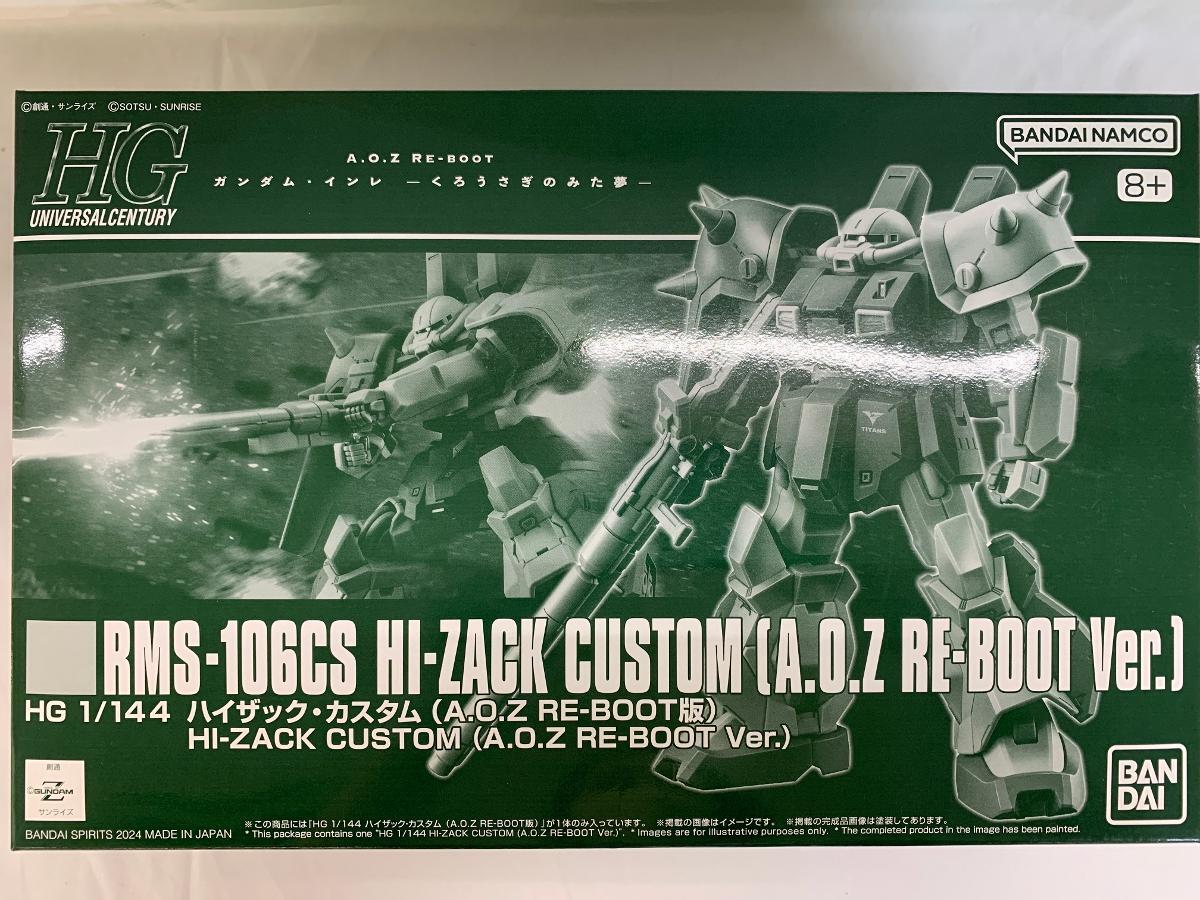 ©創通・サンライズ ©SOTSU・SUNRISE
HG
UNIVERSAL CENTURY
A.O.Z RE-BOOT
ガンダム・インレ ―くろうさぎのみた夢―
BANDAI NAMCO
8+
TITANS
RMS-106CS HI-ZACK CUSTOM [A.O.Z RE-BOOT Ver.]
HG 1/144 ハイザック・カスタム (A.O.Z RE-BOOT版)
HI-ZACK CUSTOM (A.O.Z RE-BOOT Ver.)
創通
©Z GUNDAM
サンライズ
BAN
DAI
BANDAI SPIRITS 2024 MADE IN JAPAN
※この商品には「HG 1/144 ハイザック・カスタム (A.O.Z RE-BOOT版)」が1体のみ入っています。 ※掲載の画像はイメージです。 ※掲載の完成品画像は塗装してあります。
* This package contains one "HG 1/144 HI-ZACK CUSTOM (A.O.Z RE-BOOT Ver.)". * Images are for illustrative purposes only. * The completed product in the image has been painted.